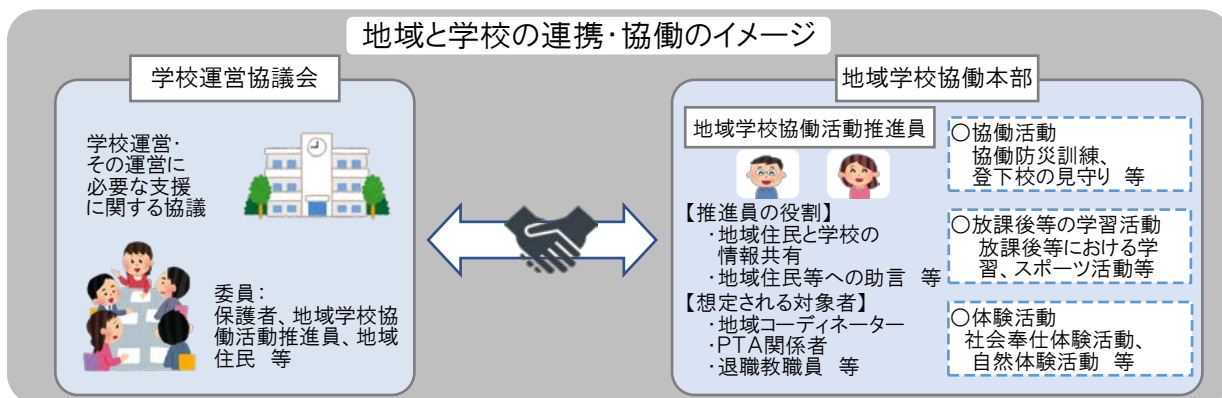 地域と学校の連携・協働のイメージ
学校運営協議会
学校運営・
その運営に
必要な支援
に関する協議
委員：
保護者、地域学校協
働活動推進員、地域
住民 等
地域学校協働本部
地域学校協働活動推進員
【推進員の役割】
・地域住民と学校の
情報共有
・地域住民等への助言 等
【想定される対象者】
・地域コーディネーター
・PTA関係者
・退職教職員 等
〇協働活動
協働防災訓練、
登下校の見守り 等
〇放課後等の学習活動
放課後等における学
習、スポーツ活動等
〇体験活動
社会奉仕体験活動、
自然体験活動 等